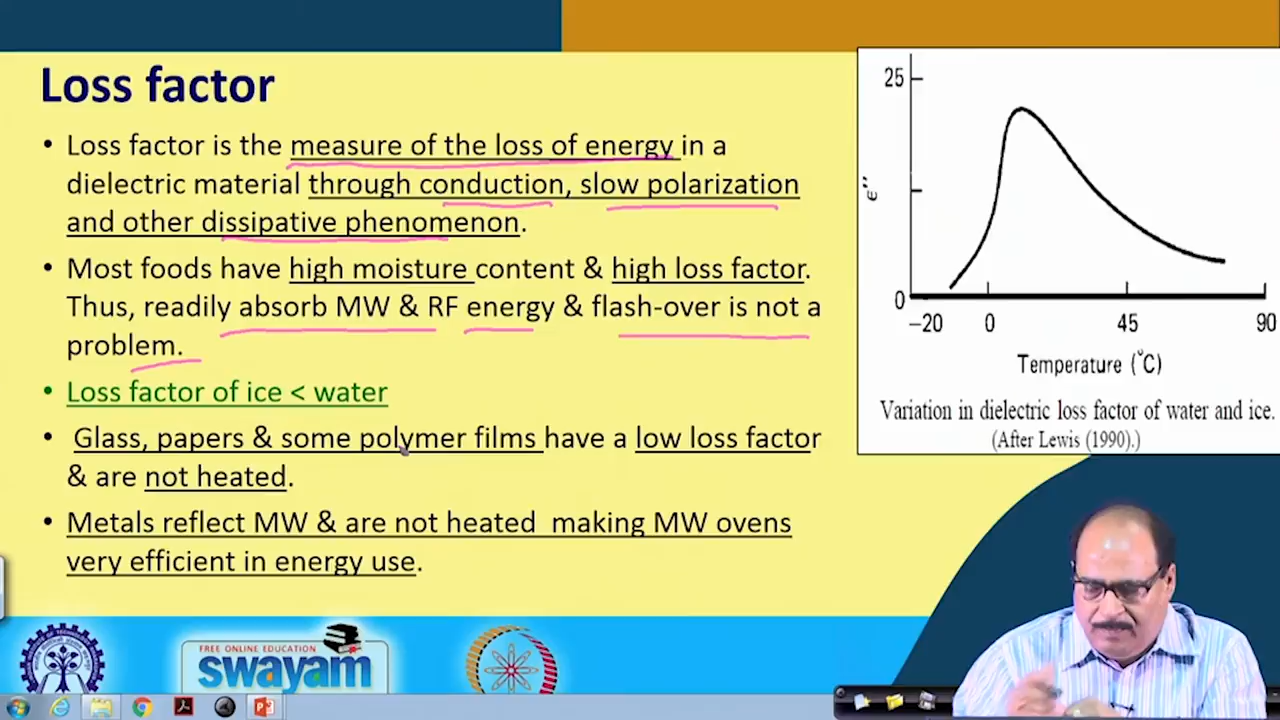 Loss factor
• Loss factor is the measure of the loss of energy in a
dielectric material through conduction, slow polarization
and other dissipative phenomenon.
• Most foods have high moisture content & high loss factor.
Thus, readily absorb MW & RF energy & flash-over is not a
problem.
• Loss factor of ice < water
• Glass, papers & some polymer films have a low loss factor
& are not heated.
• Metals reflect MW & are not heated making MW ovens
very efficient in energy use.
25
ε"
0
−20 0 45 90
Temperature (°C)
Variation in dielectric loss factor of water and ice.
(After Lewis (1990).)
FREE ONLINE EDUCATION
swayam